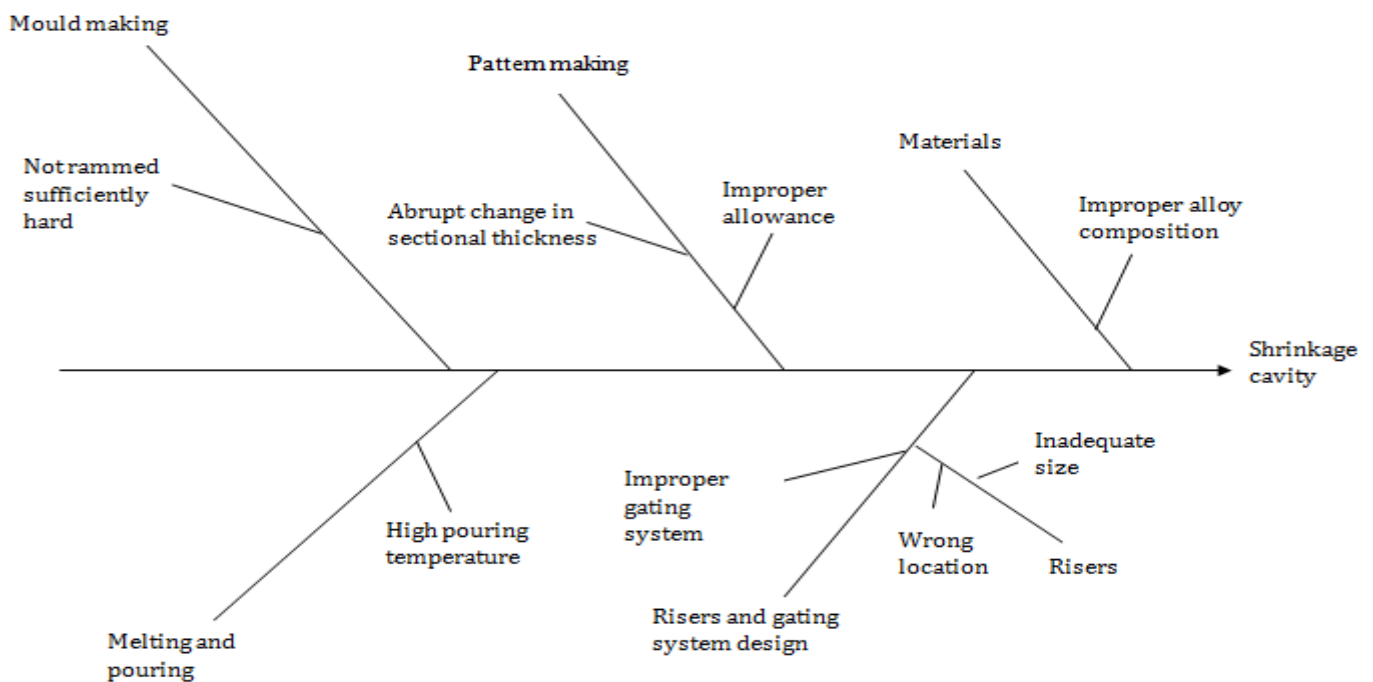 Mould making
Pattern making
Materials
Not rammed
sufficiently
hard
Abrupt change in
sectional thickness
Improper
allowance
Improper alloy
composition
Shrinkage
cavity
Inadequate
size
Improper
gating
system
High pouring
temperature
Wrong
location
Risers
Risers and gating
system design
Melting and
pouring